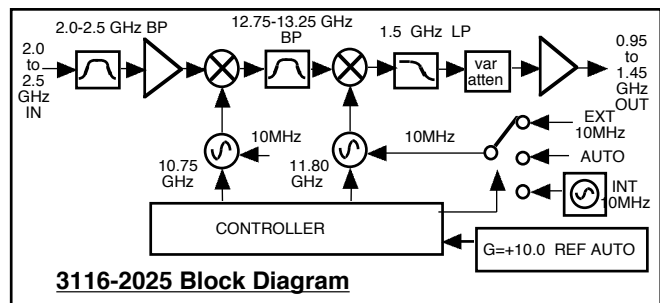 2.0-2.5 GHz BP
12.75-13.25 GHz
BP
1.5 GHz LP
2.0
to
2.5
GHz
IN
var
atten
0.95
to
1.45
GHz
OUT
10MHz
10.75
GHz
11.80
GHz
10MHz
EXT
10MHz
AUTO
INT
10MHz
CONTROLLER
G=+10.0 REF AUTO
3116-2025 Block Diagram